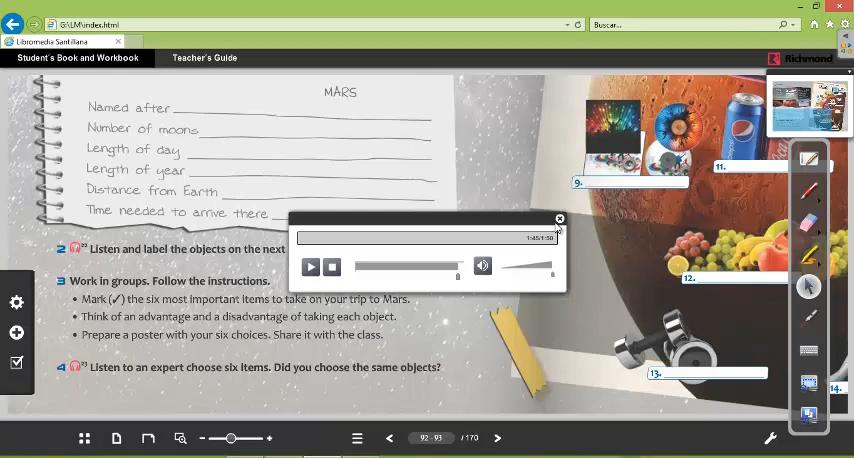 G:\LM\index.html
Buscar...
Libromedia Santillana
Student's Book and Workbook
Teacher's Guide
Richmond
MARS
Named after
Number of moons
Length of day
Length of year
Distance from Earth
Time needed to arrive there
2 22 Listen and label the objects on the next
3 Work in groups. Follow the instructions.
• Mark (✓) the six most important items to take on your trip to Mars.
• Think of an advantage and a disadvantage of taking each object.
• Prepare a poster with your six choices. Share it with the class.
4 23 Listen to an expert choose six items. Did you choose the same objects?
1:45/1:50
pepsi
9.
11.
12.
13.
14.
92-93 / 170